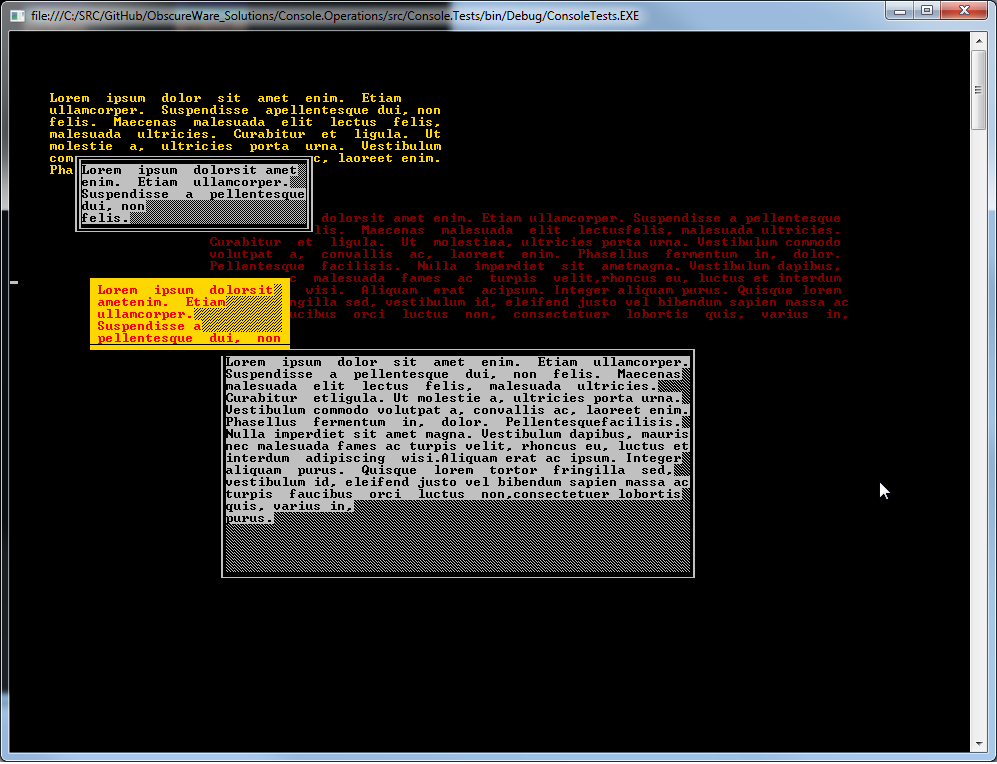 file:///C:/SRC/GitHub/ObscureWare_Solutions/Console.Operations/src/Console.Tests/bin/Debug/ConsoleTests.EXE
Lorem ipsum dolor sit amet enim. Etiam
ullamcorper. Suspendisse apellentesque dui, non
felis. Maecenas malesuada elit lectus felis,
malesuada ultricies. Curabitur et ligula. Ut
molestie a, ultricies porta urna. Vestibulum
com c, laoreet enim.
Pha
Lorem ipsum dolorsit amet
enim. Etiam ullamcorper.
Suspendisse a pellentesque
dui, non
felis.
dolorsit amet enim. Etiam ullamcorper. Suspendisse a pellentesque
lis. Maecenas malesuada elit lectusfelis, malesuada ultricies.
Curabitur et ligula. Ut molestiea, ultricies porta urna. Vestibulum commodo
volutpat a, convallis ac, laoreet enim. Phasellus fermentum in, dolor.
Pellentesque facilisis. Nulla imperdiet sit ametmagna. Vestibulum dapibus,
c malesuada fames ac turpis velit,rhoncus eu, luctus et interdum
wisi. Aliquam erat acipsum. Integer aliquam purus. Quisque lorem
ngilla sed, vestibulum id, eleifend justo vel bibendum sapien massa ac
ucibus orci luctus non, consectetuer lobortis quis, varius in,
Lorem ipsum dolorsit
ametenim. Etiam
ullamcorper.
Suspendisse a
pellentesque dui, non
Lorem ipsum dolor sit amet enim. Etiam ullamcorper.
Suspendisse a pellentesque dui, non felis. Maecenas
malesuada elit lectus felis, malesuada ultricies.
Curabitur etligula. Ut molestie a, ultricies porta urna.
Vestibulum commodo volutpat a, convallis ac, laoreet enim.
Phasellus fermentum in, dolor. Pellentesquefacilisis.
Nulla imperdiet sit amet magna. Vestibulum dapibus, mauris
nec malesuada fames ac turpis velit, rhoncus eu, luctus et
interdum adipiscing wisi.Aliquam erat ac ipsum. Integer
aliquam purus. Quisque lorem tortor fringilla sed,
vestibulum id, eleifend justo vel bibendum sapien massa ac
turpis faucibus orci luctus non,consectetuer lobortis
quis, varius in,
purus.